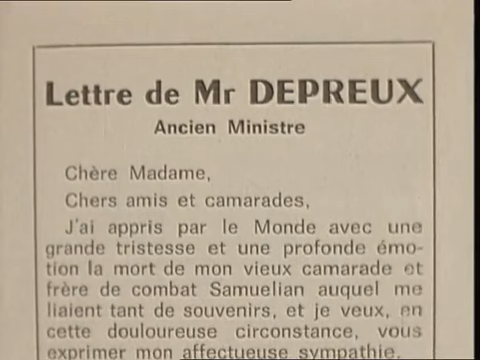 Lettre de Mr DEPREUX
Ancien Ministre
Chère Madame,
Chers amis et camarades,
J'ai appris par le Monde avec une
grande tristesse et une profonde émo-
tion la mort de mon vieux camarade et
frère de combat Samuelian auquel me
liaient tant de souvenirs, et je veux, en
cette douloureuse circonstance, vous
exprimer mon affectueuse sympathie.